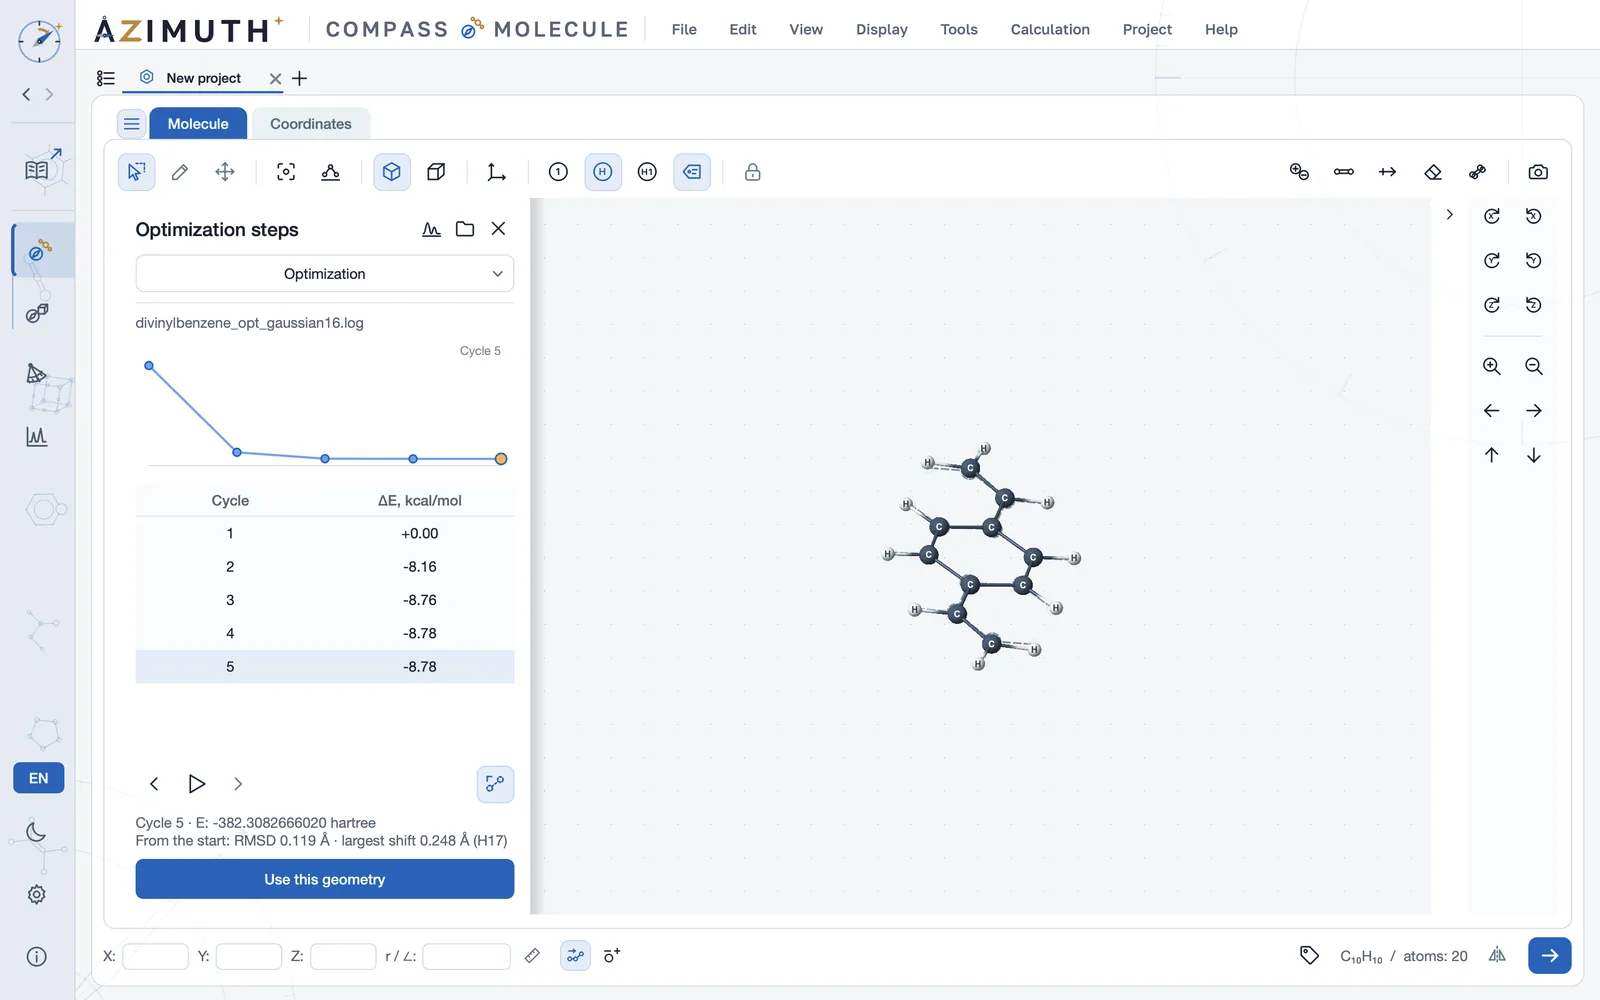 AZIMUTH
COMPASS MOLECULE
File Edit View Display Tools Calculation Project Help
New project
Molecule Coordinates
1 H H1
Optimization steps
Optimization
divinylbenzene_opt_gaussian16.log
Cycle 5
Cycle ΔE, kcal/mol
1 +0.00
2 -8.16
3 -8.76
4 -8.78
5 -8.78
Cycle 5 · E: -382.3082666020 hartree
From the start: RMSD 0.119 Å · largest shift 0.248 Å (H17)
Use this geometry
H
H C
C H
H
C C
H C C H
C C
H
H C
C H
H
X X
Y Y
Z Z
EN
X: Y: Z: r / ∠:
C₁₀H₁₀ / atoms: 20